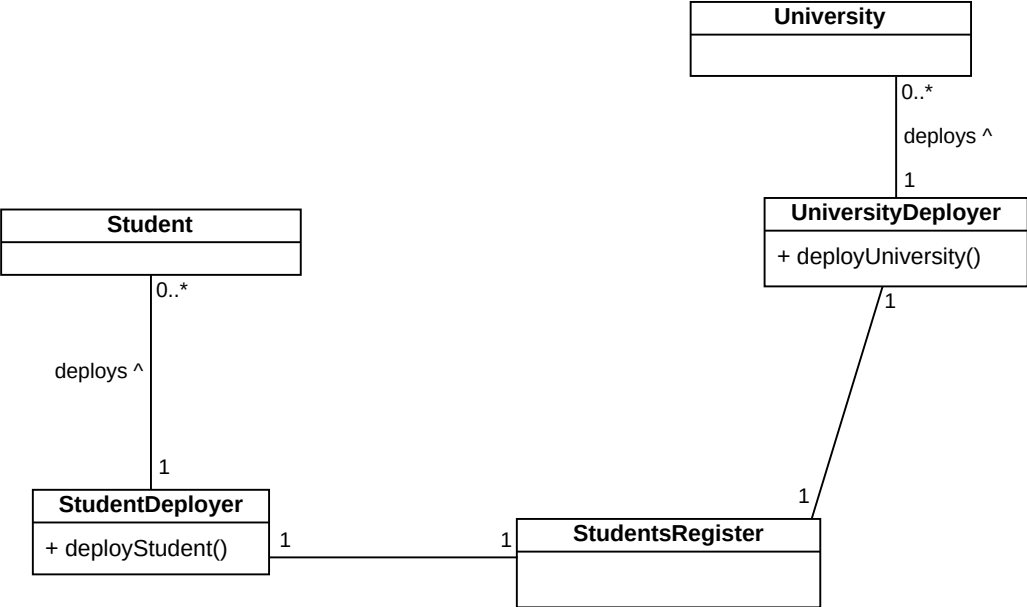 University
0..*
deploys ^
1
UniversityDeployer
+ deployUniversity()
1
Student
0..*
deploys ^
1
StudentDeployer
+ deployStudent()
1
1
1
StudentsRegister